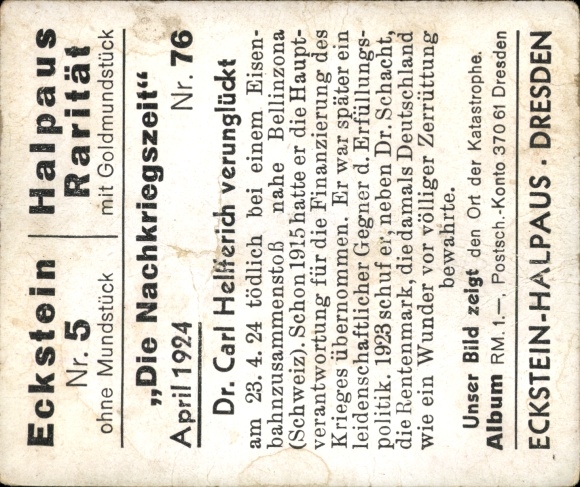 Eckstein
Nr. 5
ohne Mundstück
Halpaus
Rarität
mit Goldmundstück
„Die Nachkriegszeit“
April 1924 Nr. 76
Dr. Carl Helfferich verunglückt
am 23. 4. 24 tödlich bei einem Eisen-
bahnzusammenstoß nahe Bellinzona
(Schweiz). Schon 1915 hatte er die Haupt-
verantwortung für die Finanzierung des
Krieges übernommen. Er war später ein
leidenschaftlicher Gegner d. Erfüllungs-
politik. 1923 schuf er, neben Dr. Schacht,
die Rentenmark, die damals Deutschland
wie ein Wunder vor völliger Zerrüttung
bewahrte.
Unser Bild zeigt den Ort der Katastrophe.
Album RM. 1.—, Postsch.-Konto 370 61 Dresden
ECKSTEIN-HALPAUS · DRESDEN